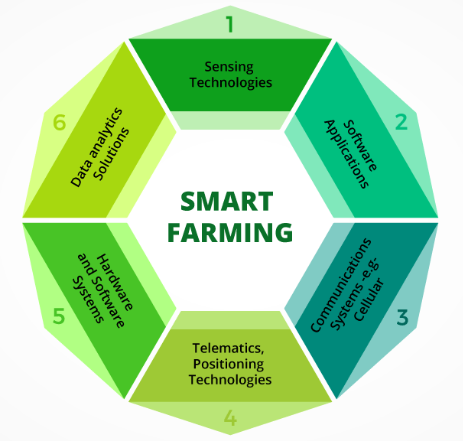 1
Sensing
Technologies
2
Software
Applications
3
Communications
Systems -e.g-
Cellular
4
Telematics,
Positioning
Technologies
5
Hardware
and Software
Systems
6
Data analytics
Solutions
SMART
FARMING